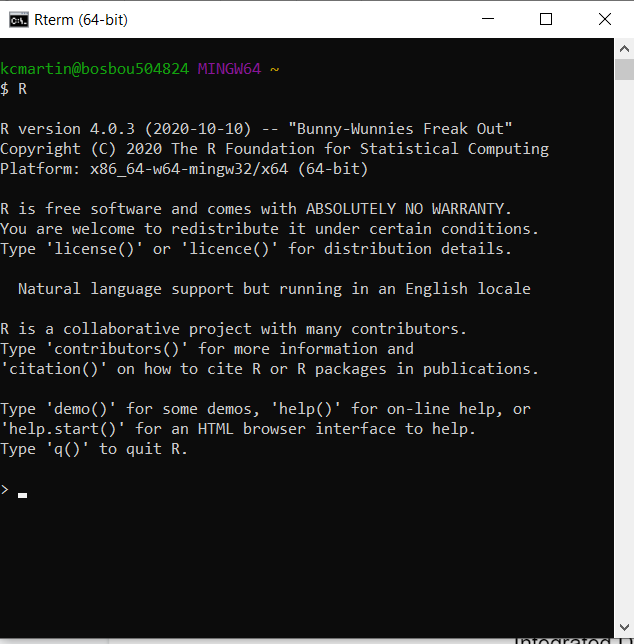 Rterm (64-bit)
kcmartin@bosbou504824 MINGW64 ~
$ R
R version 4.0.3 (2020-10-10) -- "Bunny-Wunnies Freak Out"
Copyright (C) 2020 The R Foundation for Statistical Computing
Platform: x86_64-w64-mingw32/x64 (64-bit)
R is free software and comes with ABSOLUTELY NO WARRANTY.
You are welcome to redistribute it under certain conditions.
Type 'license()' or 'licence()' for distribution details.
Natural language support but running in an English locale
R is a collaborative project with many contributors.
Type 'contributors()' for more information and
'citation()' on how to cite R or R packages in publications.
Type 'demo()' for some demos, 'help()' for on-line help, or
'help.start()' for an HTML browser interface to help.
Type 'q()' to quit R.
>